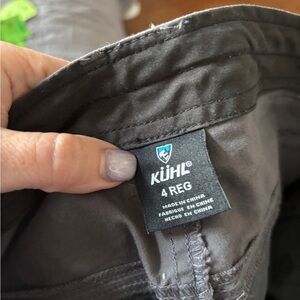 KÜHL®
4 REG
MADE IN CHINA
FABRIQUÉ EN CHINE
HECHO EN CHINA